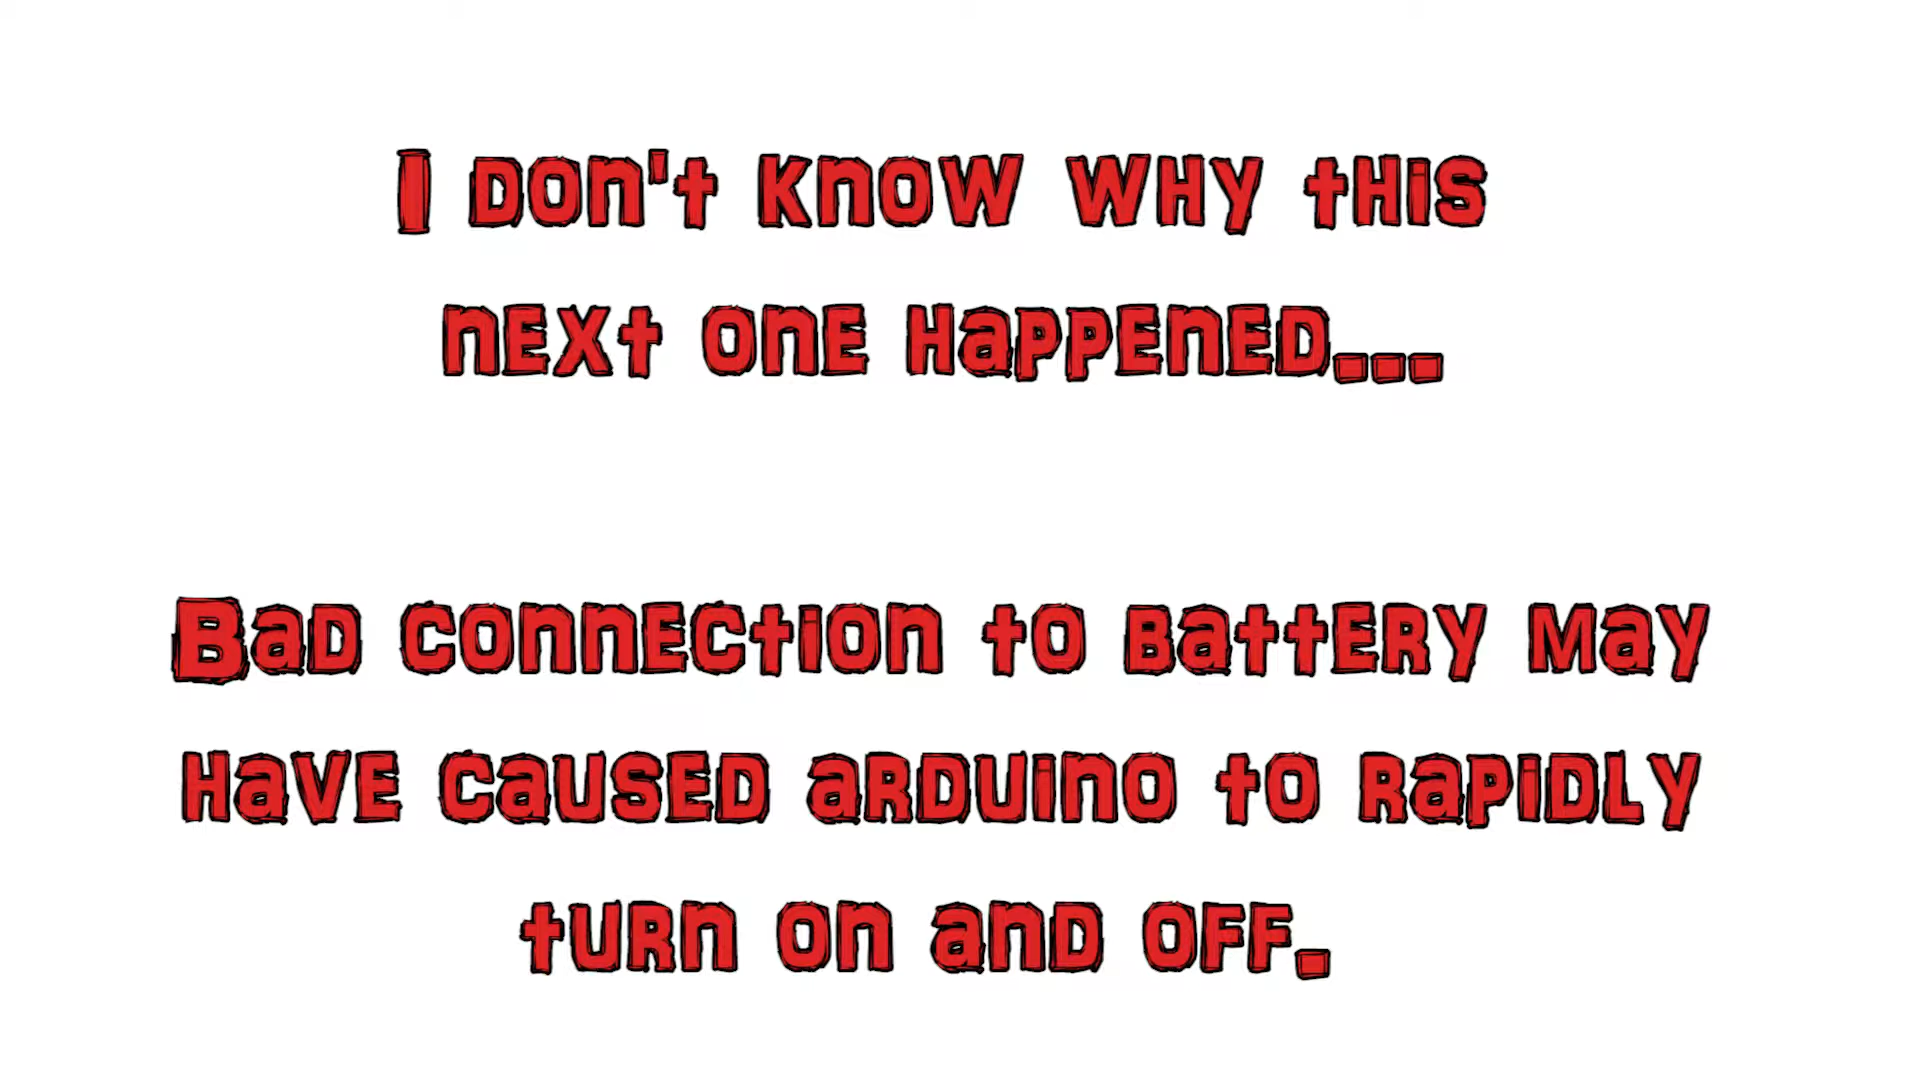 I don't know why this
next one happened...
Bad connection to battery may
have caused arduino to rapidly
turn on and off.